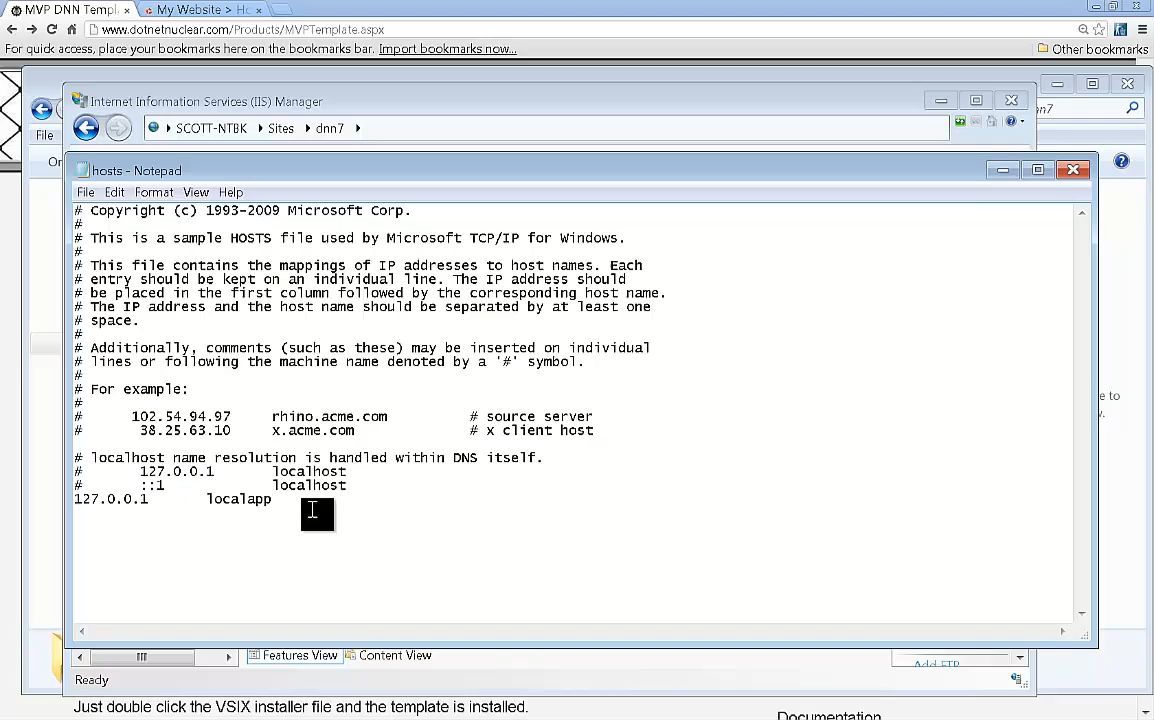 MVP DNN Templ
My Website > Ho
www.dotnetnuclear.com/Products/MVPTemplate.aspx
For quick access, place your bookmarks here on the bookmarks bar. Import bookmarks now...
Other bookmarks
Internet Information Services (IIS) Manager
File
SCOTT-NTBK Sites dnn7
nn7
Or
hosts - Notepad
File Edit Format View Help
# Copyright (c) 1993-2009 Microsoft Corp.
#
# This is a sample HOSTS file used by Microsoft TCP/IP for Windows.
#
# This file contains the mappings of IP addresses to host names. Each
# entry should be kept on an individual line. The IP address should
# be placed in the first column followed by the corresponding host name.
# The IP address and the host name should be separated by at least one
# space.
#
# Additionally, comments (such as these) may be inserted on individual
# lines or following the machine name denoted by a '#' symbol.
#
# For example:
#
# 102.54.94.97 rhino.acme.com # source server
# 38.25.63.10 x.acme.com # x client host
# localhost name resolution is handled within DNS itself.
# 127.0.0.1 localhost
# ::1 localhost
127.0.0.1 localapp
e to
Features View Content View
Add FTP
Ready
Just double click the VSIX installer file and the template is installed.
Documentation